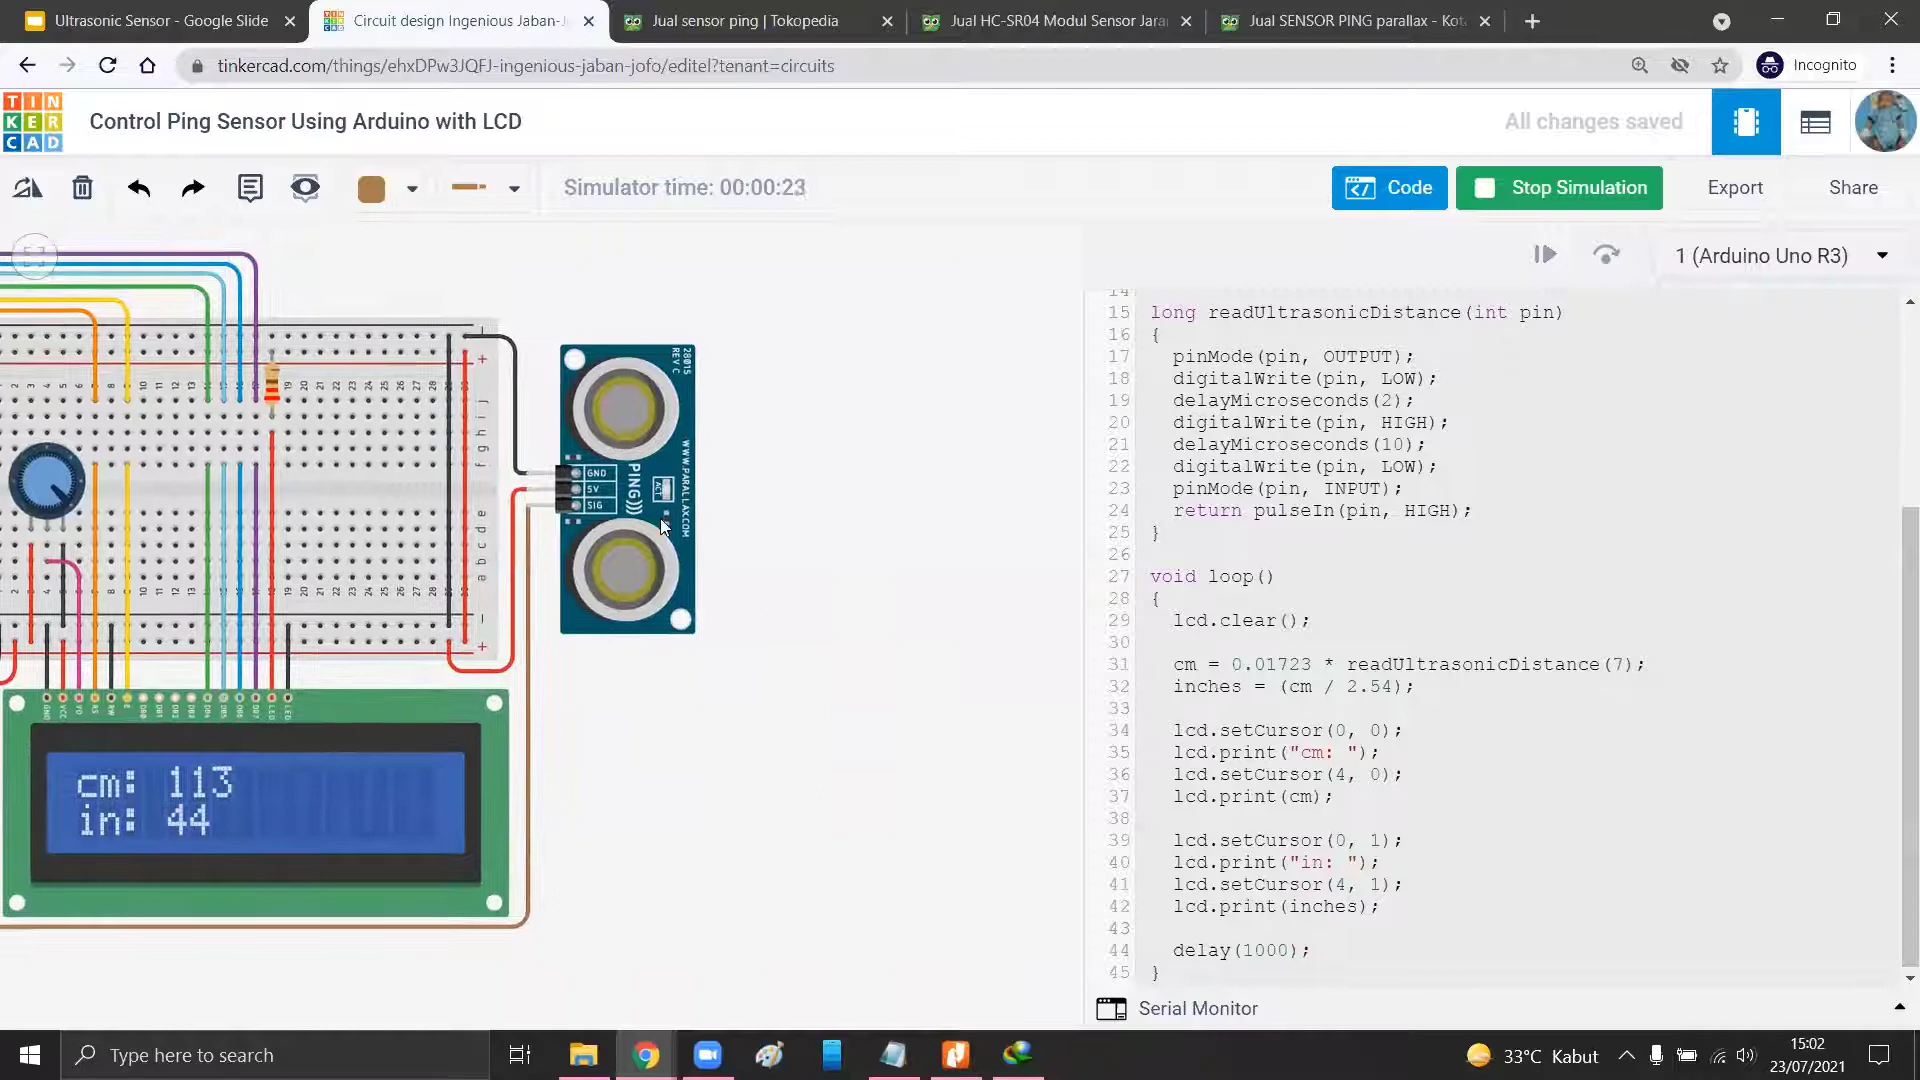 Ultrasonic Sensor - Google Slide
Circuit design Ingenious Jaban-J
Jual sensor ping | Tokopedia
Jual HC-SR04 Modul Sensor Jara
Jual SENSOR PING parallax - Kot
tinkercad.com/things/ehxDPw3JQFJ-ingenious-jaban-jofo/editel?tenant=circuits
Incognito
TIN
KER
CAD
Control Ping Sensor Using Arduino with LCD
All changes saved
Simulator time: 00:00:23
Code
Stop Simulation
Export
Share
1 (Arduino Uno R3)
14
15 long readUltrasonicDistance(int pin)
16 {
17 pinMode(pin, OUTPUT);
18 digitalWrite(pin, LOW);
19 delayMicroseconds(2);
20 digitalWrite(pin, HIGH);
21 delayMicroseconds(10);
22 digitalWrite(pin, LOW);
23 pinMode(pin, INPUT);
24 return pulseIn(pin, HIGH);
25 }
26
27 void loop()
28 {
29 lcd.clear();
30
31 cm = 0.01723 * readUltrasonicDistance(7);
32 inches = (cm / 2.54);
33
34 lcd.setCursor(0, 0);
35 lcd.print("cm: ");
36 lcd.setCursor(4, 0);
37 lcd.print(cm);
38
39 lcd.setCursor(0, 1);
40 lcd.print("in: ");
41 lcd.setCursor(4, 1);
42 lcd.print(inches);
43
44 delay(1000);
45 }
Serial Monitor
28015
REV C
GND
5V
SIG
PING)))
ACT
WWW.PARALLAX.COM
cm: 113
in: 44
Type here to search
33°C Kabut
15:02
23/07/2021